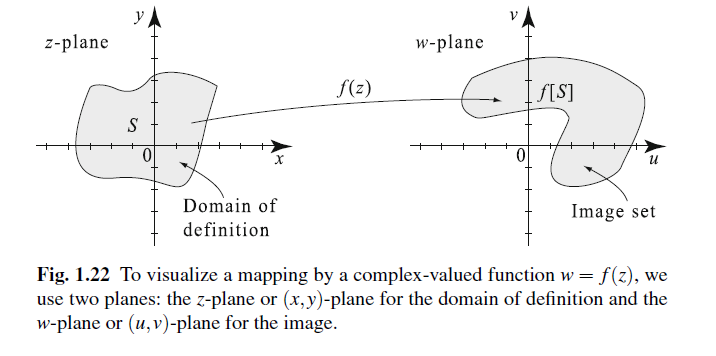 y
z-plane
S
0
x
Domain of
definition
f(z)
v
w-plane
f[S]
0
u
Image set
Fig. 1.22 To visualize a mapping by a complex-valued function w = f(z), we
use two planes: the z-plane or (x,y)-plane for the domain of definition and the
w-plane or (u,v)-plane for the image.